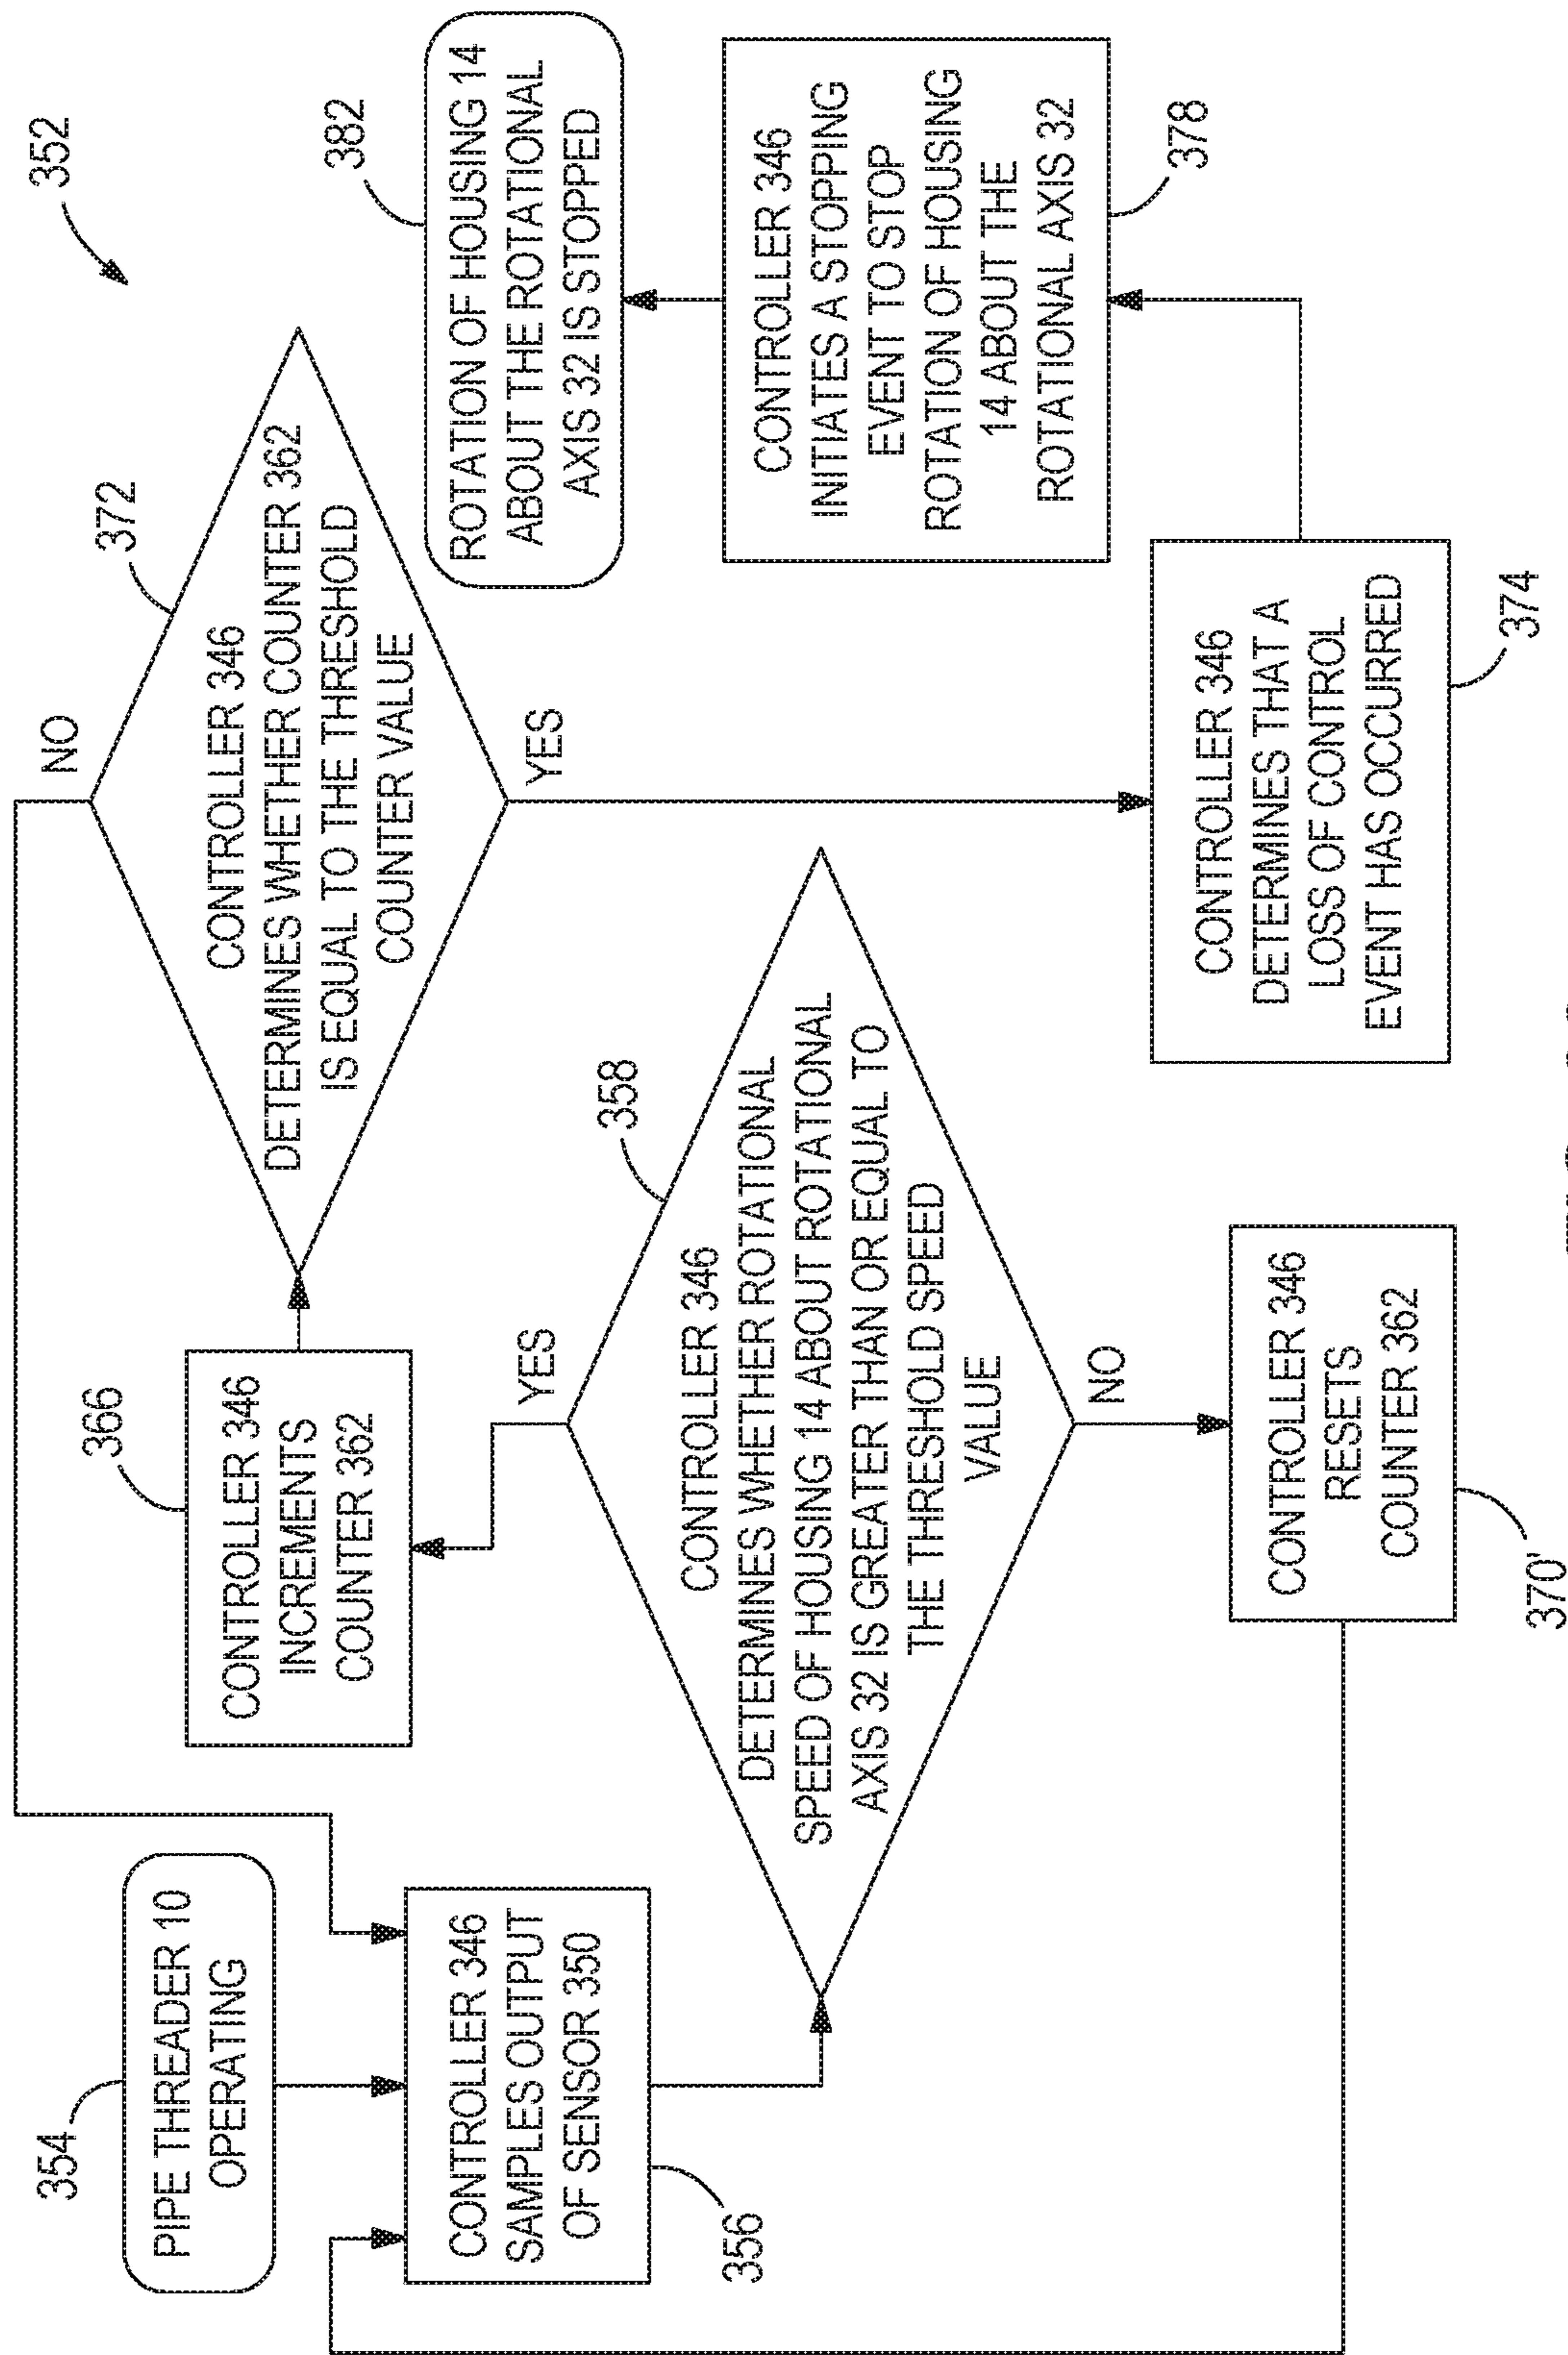 352
354
PIPE THREADER 10
OPERATING
CONTROLLER 346
SAMPLES OUTPUT
OF SENSOR 350
356
358
CONTROLLER 346
DETERMINES WHETHER ROTATIONAL
SPEED OF HOUSING 14 ABOUT ROTATIONAL
AXIS 32 IS GREATER THAN OR EQUAL TO
THE THRESHOLD SPEED
VALUE
YES
NO
366
CONTROLLER 346
INCREMENTS
COUNTER 362
CONTROLLER 346
RESETS
COUNTER 362
370'
372
CONTROLLER 346
DETERMINES WHETHER COUNTER 362
IS EQUAL TO THE THRESHOLD
COUNTER VALUE
NO
YES
CONTROLLER 346
DETERMINES THAT A
LOSS OF CONTROL
EVENT HAS OCCURRED
374
CONTROLLER 346
INITIATES A STOPPING
EVENT TO STOP
ROTATION OF HOUSING
14 ABOUT THE
ROTATIONAL AXIS 32
378
382
ROTATION OF HOUSING 14
ABOUT THE ROTATIONAL
AXIS 32 IS STOPPED